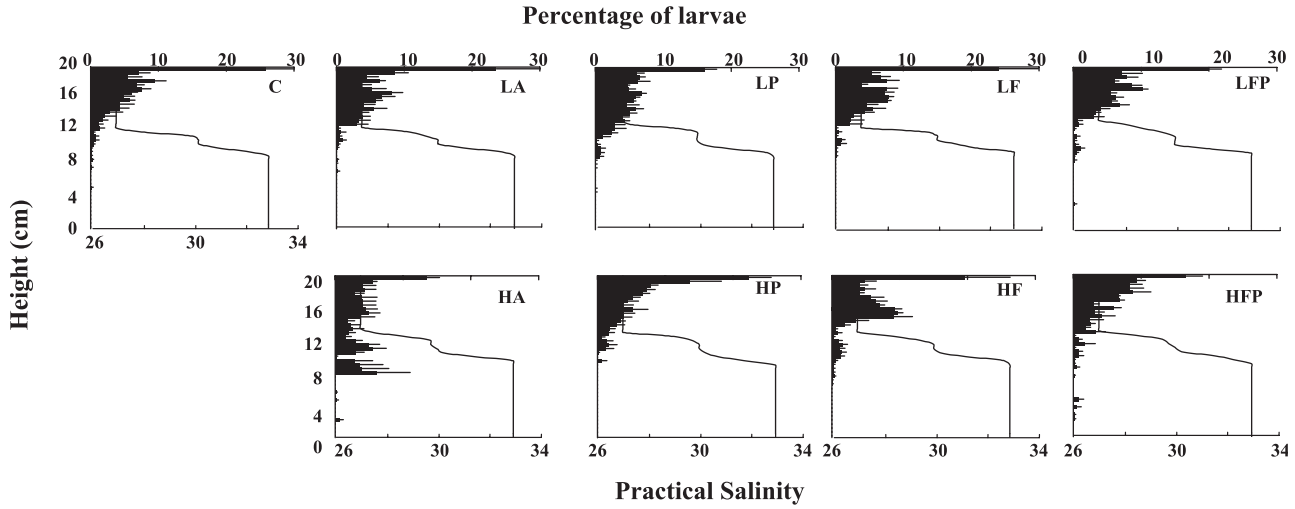 Percentage of larvae
0 10 20 30 0 10 20 30 0 10 20 30 0 10 20 30 0 10 20 30
20
C LA LP LF LFP
16
12
8
4
0
26 30 34
Height (cm)
20
HA HP HF HFP
16
12
8
4
0
26 30 34 26 30 34 26 30 34 26 30 34
Practical Salinity